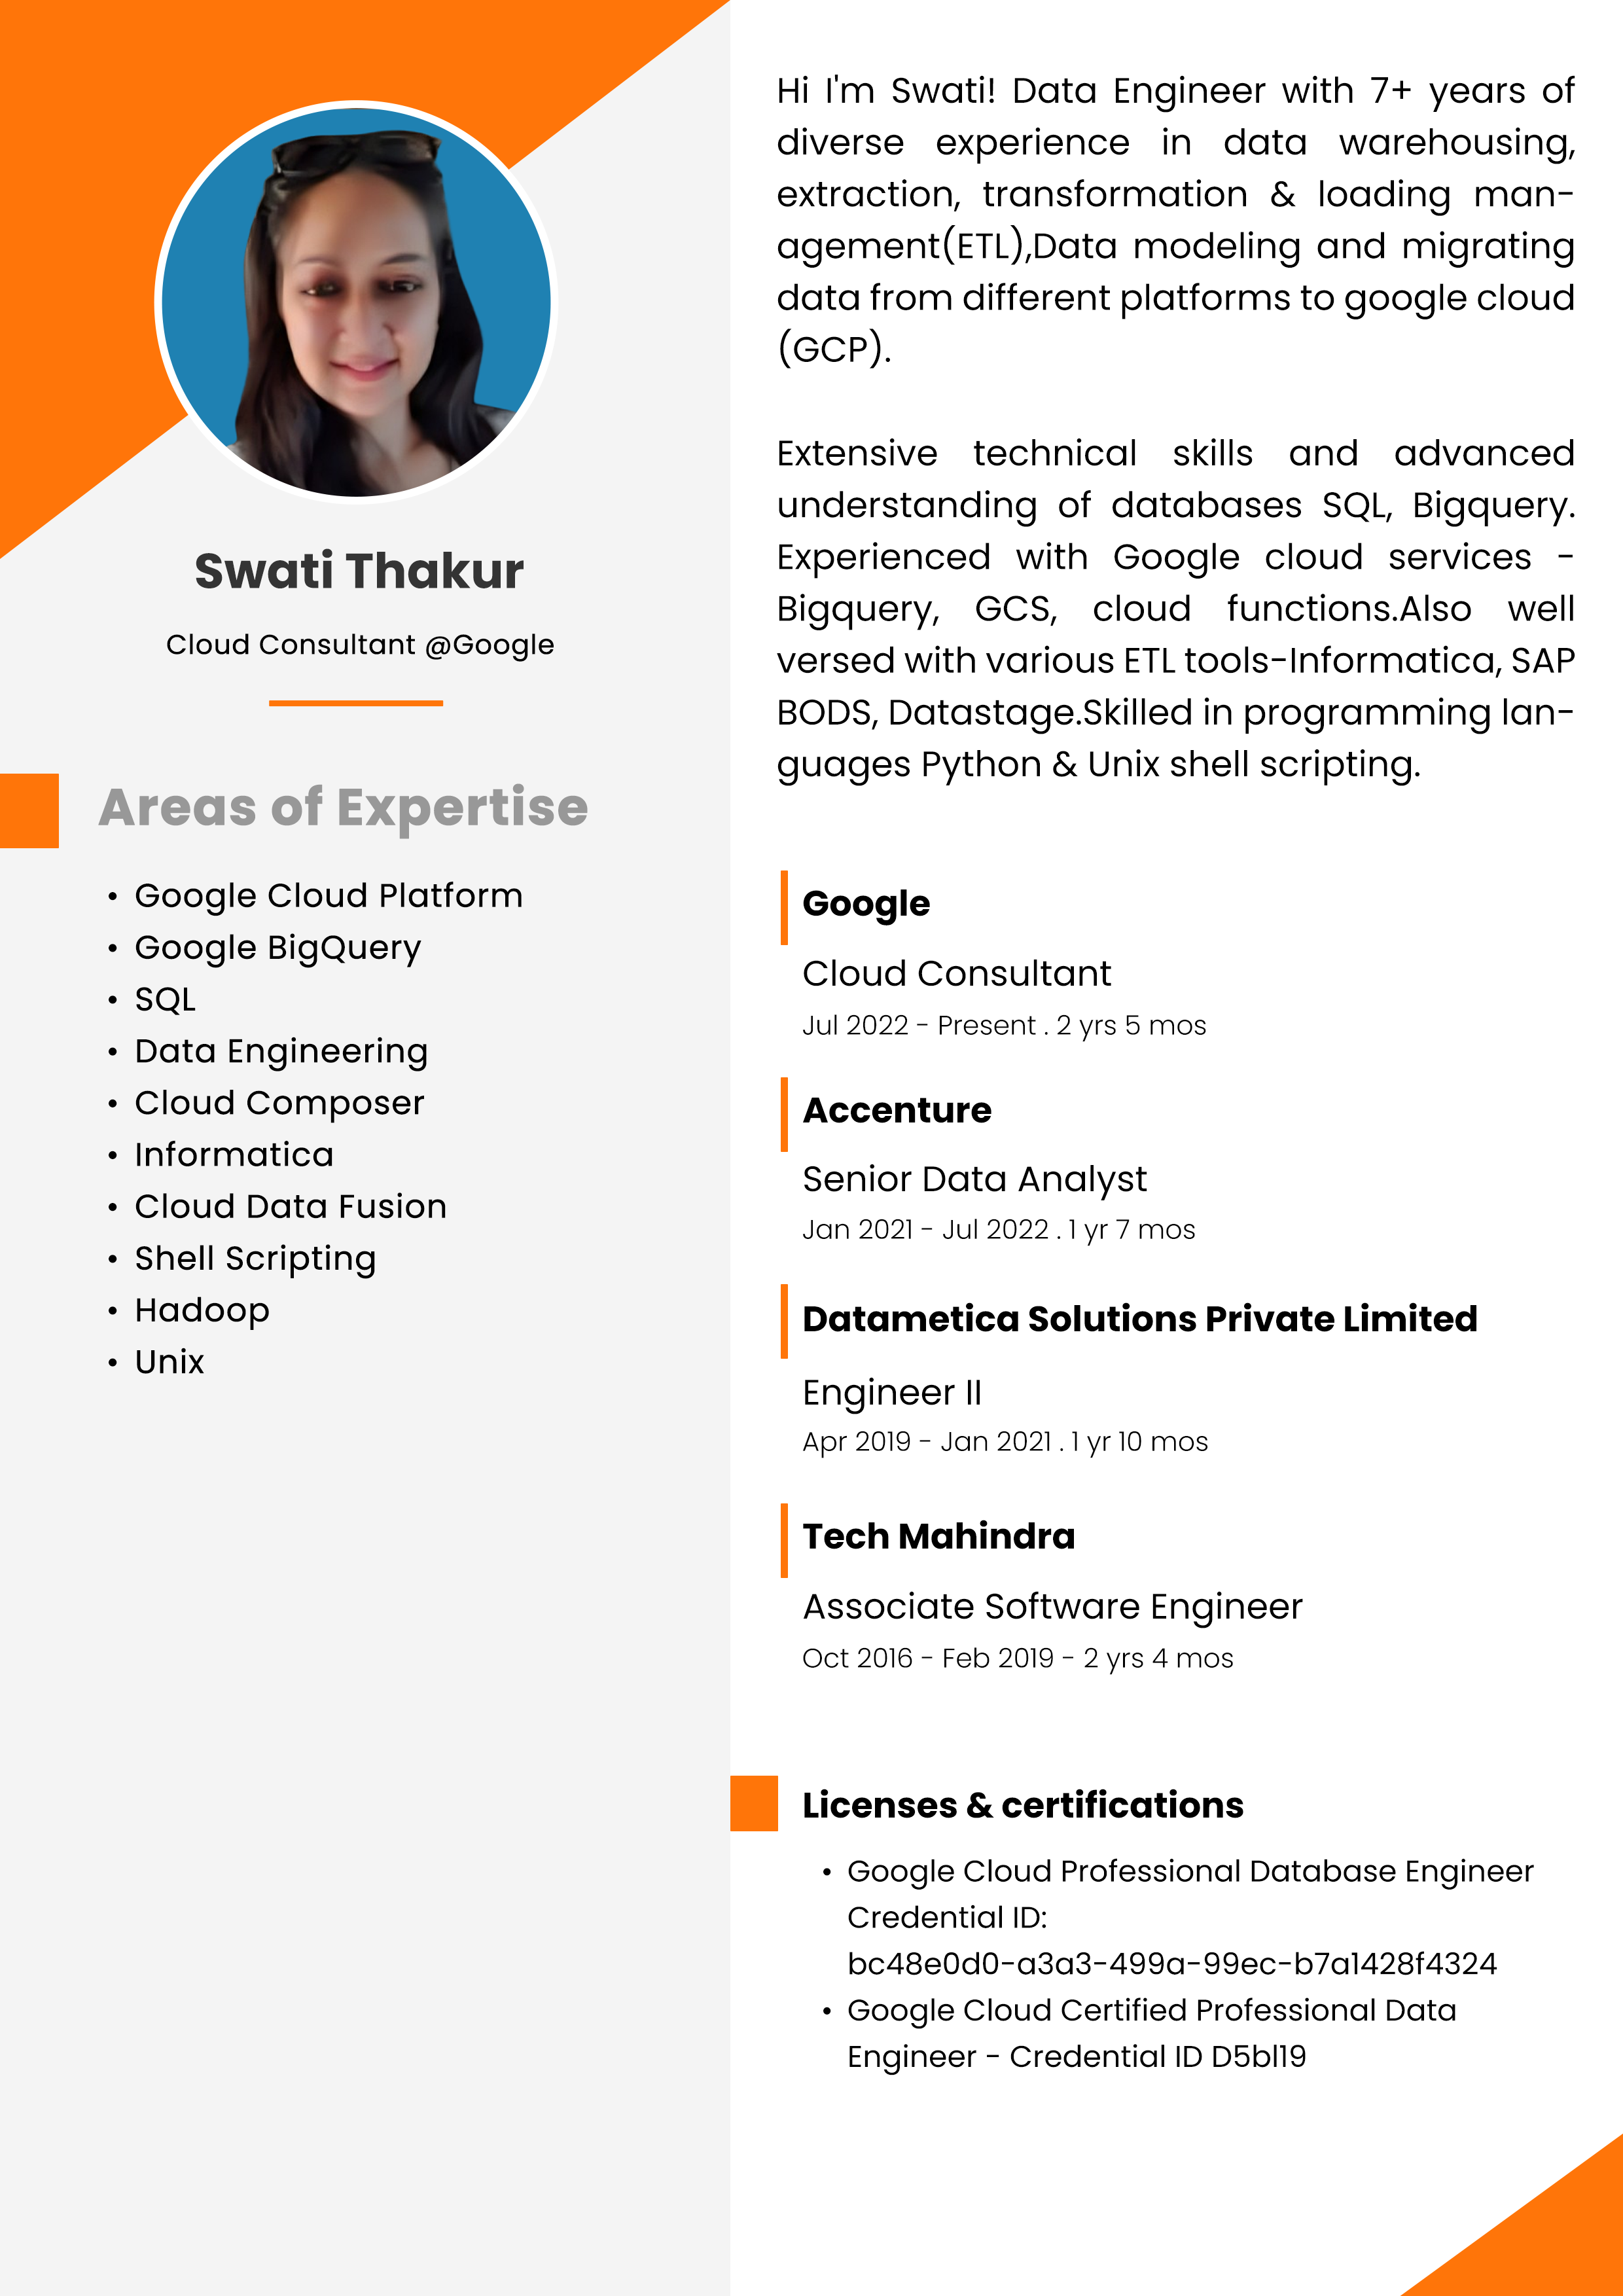 Swati Thakur
Cloud Consultant @Google
Areas of Expertise
• Google Cloud Platform
• Google BigQuery
• SQL
• Data Engineering
• Cloud Composer
• Informatica
• Cloud Data Fusion
• Shell Scripting
• Hadoop
• Unix
Hi I'm Swati! Data Engineer with 7+ years of
diverse experience in data warehousing,
extraction, transformation & loading man-
agement(ETL),Data modeling and migrating
data from different platforms to google cloud
(GCP).
Extensive technical skills and advanced
understanding of databases SQL, Bigquery.
Experienced with Google cloud services -
Bigquery, GCS, cloud functions.Also well
versed with various ETL tools-Informatica, SAP
BODS, Datastage.Skilled in programming lan-
guages Python & Unix shell scripting.
Google
Cloud Consultant
Jul 2022 - Present . 2 yrs 5 mos
Accenture
Senior Data Analyst
Jan 2021 - Jul 2022 . 1 yr 7 mos
Datametica Solutions Private Limited
Engineer II
Apr 2019 - Jan 2021 . 1 yr 10 mos
Tech Mahindra
Associate Software Engineer
Oct 2016 - Feb 2019 - 2 yrs 4 mos
Licenses & certifications
• Google Cloud Professional Database Engineer
Credential ID:
bc48e0d0-a3a3-499a-99ec-b7a1428f4324
• Google Cloud Certified Professional Data
Engineer - Credential ID D5bl19